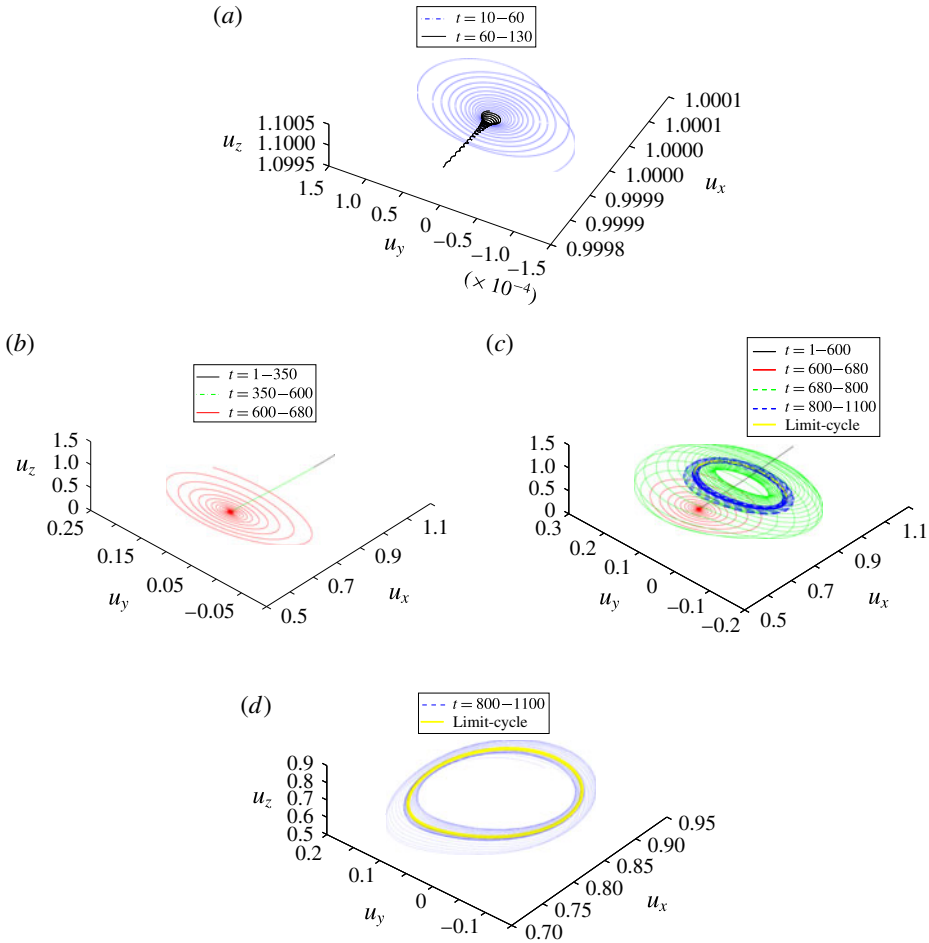 (a)
t = 10–60
t = 60–130
1.1005
1.1000
1.0995
u_z
1.5
1.0
0.5
0
−0.5
−1.0
−1.5
u_y
(× 10⁻⁴)
1.0001
1.0001
1.0000
1.0000
0.9999
0.9999
0.9998
u_x
(b)
t = 1–350
t = 350–600
t = 600–680
1.5
1.0
0.5
0
u_z
0.25
0.15
0.05
−0.05
u_y
1.1
0.9
0.7
0.5
u_x
(c)
t = 1–600
t = 600–680
t = 680–800
t = 800–1100
Limit-cycle
1.5
1.0
0.5
0
0.3
0.2
0.1
0
−0.1
−0.2
u_y
1.1
0.9
0.7
0.5
u_x
(d)
t = 800–1100
Limit-cycle
0.9
0.8
0.7
0.6
0.5
u_z
0.2
0.1
0
−0.1
u_y
0.95
0.90
0.85
0.80
0.75
0.70
u_x